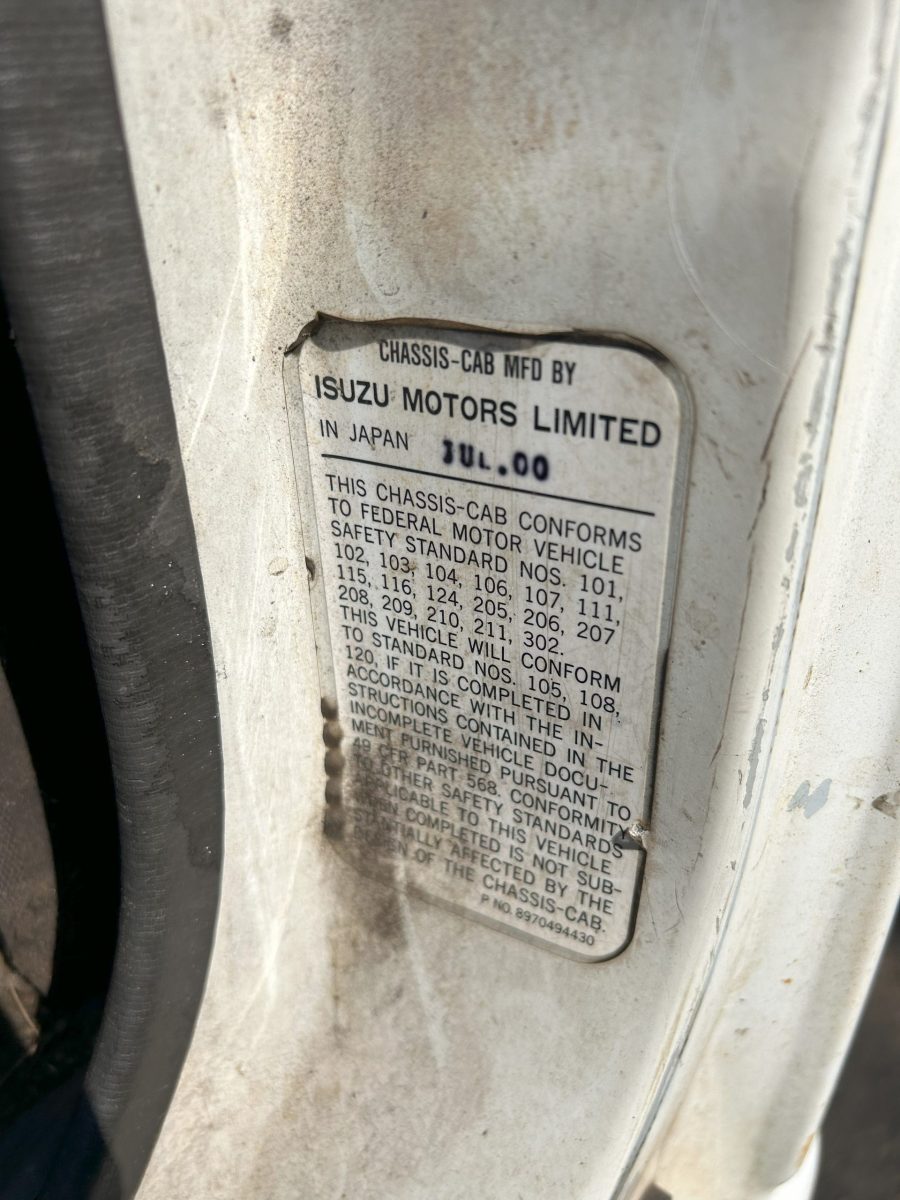 CHASSIS-CAB MFD BY
ISUZU MOTORS LIMITED
IN JAPAN JUL.00
THIS CHASSIS-CAB CONFORMS
TO FEDERAL MOTOR VEHICLE
SAFETY STANDARD NOS. 101,
102, 103, 104, 106, 107, 111,
115, 116, 124, 205, 206, 207
208, 209, 210, 211, 302.
THIS VEHICLE WILL CONFORM
TO STANDARD NOS. 105, 108,
120, IF IT IS COMPLETED IN
ACCORDANCE WITH THE IN-
STRUCTIONS CONTAINED IN THE
INCOMPLETE VEHICLE DOCU-
MENT FURNISHED PURSUANT TO
49 CFR PART 568. CONFORMITY
TO OTHER SAFETY STANDARDS
APPLICABLE TO THIS VEHICLE
WHEN COMPLETED IS NOT SUB-
STANTIALLY AFFECTED BY THE
OF THE CHASSIS-CAB.
P NO. 8970494430